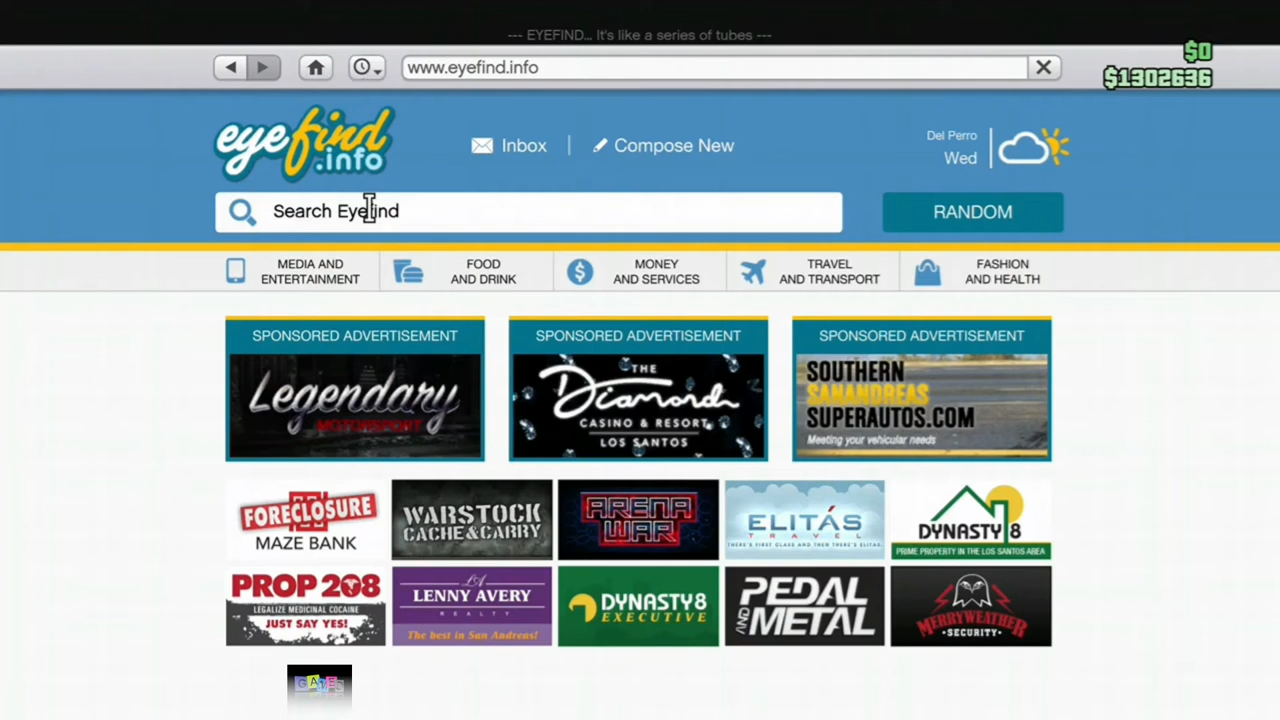 --- EYEFIND... It's like a series of tubes ---
www.eyefind.info
$0
$1302636
eyefind
.info
Inbox
Compose New
Del Perro
Wed
Search Eyefind
RANDOM
MEDIA AND
ENTERTAINMENT
FOOD
AND DRINK
MONEY
AND SERVICES
TRAVEL
AND TRANSPORT
FASHION
AND HEALTH
SPONSORED ADVERTISEMENT
Legendary
MOTORSPORT
SPONSORED ADVERTISEMENT
THE
Diamond
CASINO & RESORT
LOS SANTOS
SPONSORED ADVERTISEMENT
SOUTHERN
SANANDREAS
SUPERAUTOS.COM
Meeting your vehicular needs
FORECLOSURE
MAZE BANK
WARSTOCK
CACHE & CARRY
ARENA
WAR
ELITÁS
TRAVEL
THERE'S FIRST CLASS AND THEN THERE'S ELITAS
DYNASTY 8
PRIME PROPERTY IN THE LOS SANTOS AREA
PROP 208
LEGALIZE MEDICINAL COCAINE
JUST SAY YES!
LA
LENNY AVERY
REALTY
The best in San Andreas!
DYNASTY 8
EXECUTIVE
PEDAL
AND METAL
MERRYWEATHER
SECURITY